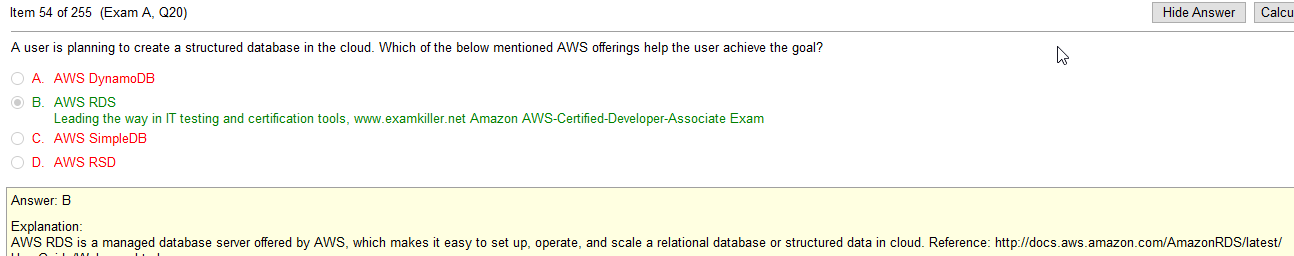 Item 54 of 255 (Exam A, Q20)
Hide Answer
Calcu
A user is planning to create a structured database in the cloud. Which of the below mentioned AWS offerings help the user achieve the goal?
A. AWS DynamoDB
B. AWS RDS
Leading the way in IT testing and certification tools, www.examkiller.net Amazon AWS-Certified-Developer-Associate Exam
C. AWS SimpleDB
D. AWS RSD
Answer: B
Explanation:
AWS RDS is a managed database server offered by AWS, which makes it easy to set up, operate, and scale a relational database or structured data in cloud. Reference: http://docs.aws.amazon.com/AmazonRDS/latest/